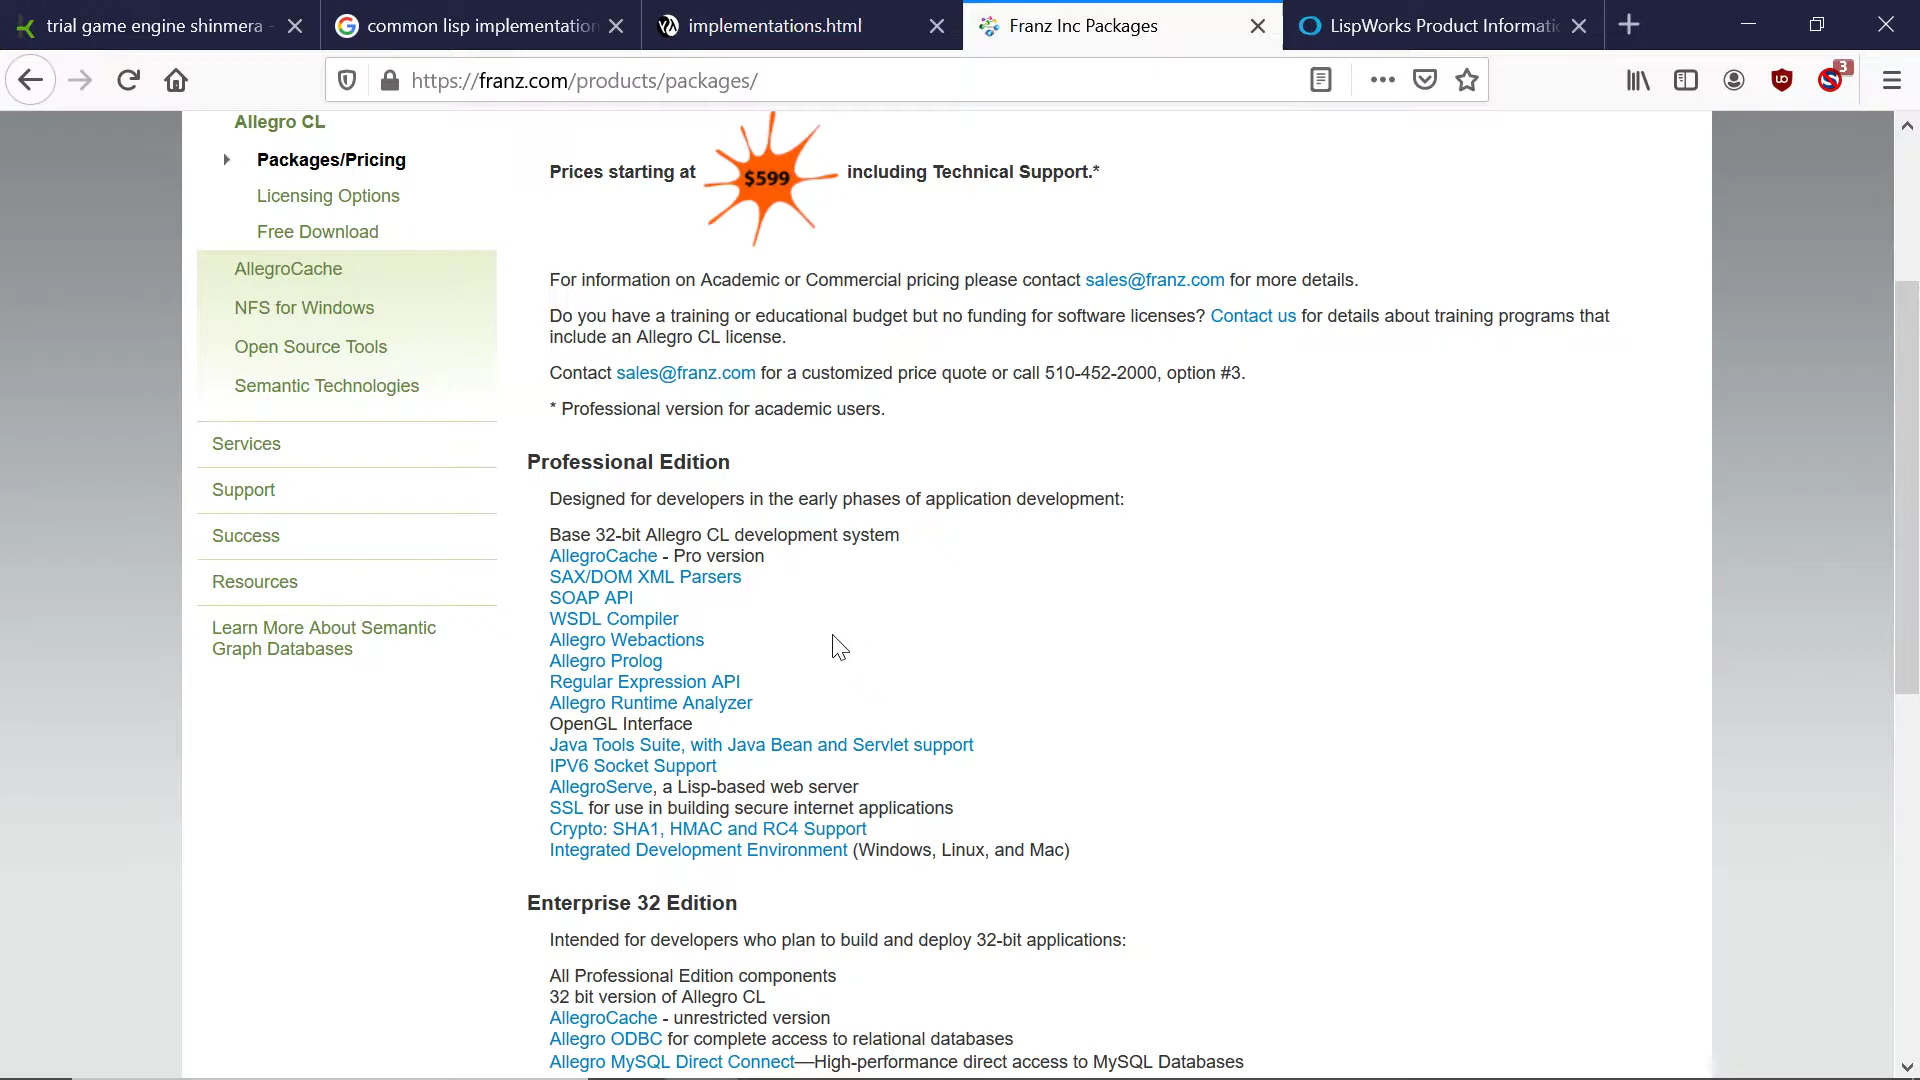 trial game engine shinmera -
common lisp implementation
implementations.html
Franz Inc Packages
LispWorks Product Informati
https://franz.com/products/packages/
3
Allegro CL
Packages/Pricing
Licensing Options
Free Download
AllegroCache
NFS for Windows
Open Source Tools
Semantic Technologies
Services
Support
Success
Resources
Learn More About Semantic
Graph Databases
Prices starting at $599 including Technical Support.*
For information on Academic or Commercial pricing please contact sales@franz.com for more details.
Do you have a training or educational budget but no funding for software licenses? Contact us for details about training programs that
include an Allegro CL license.
Contact sales@franz.com for a customized price quote or call 510-452-2000, option #3.
* Professional version for academic users.
Professional Edition
Designed for developers in the early phases of application development:
Base 32-bit Allegro CL development system
AllegroCache - Pro version
SAX/DOM XML Parsers
SOAP API
WSDL Compiler
Allegro Webactions
Allegro Prolog
Regular Expression API
Allegro Runtime Analyzer
OpenGL Interface
Java Tools Suite, with Java Bean and Servlet support
IPV6 Socket Support
AllegroServe, a Lisp-based web server
SSL for use in building secure internet applications
Crypto: SHA1, HMAC and RC4 Support
Integrated Development Environment (Windows, Linux, and Mac)
Enterprise 32 Edition
Intended for developers who plan to build and deploy 32-bit applications:
All Professional Edition components
32 bit version of Allegro CL
AllegroCache - unrestricted version
Allegro ODBC for complete access to relational databases
Allegro MySQL Direct Connect—High-performance direct access to MySQL Databases